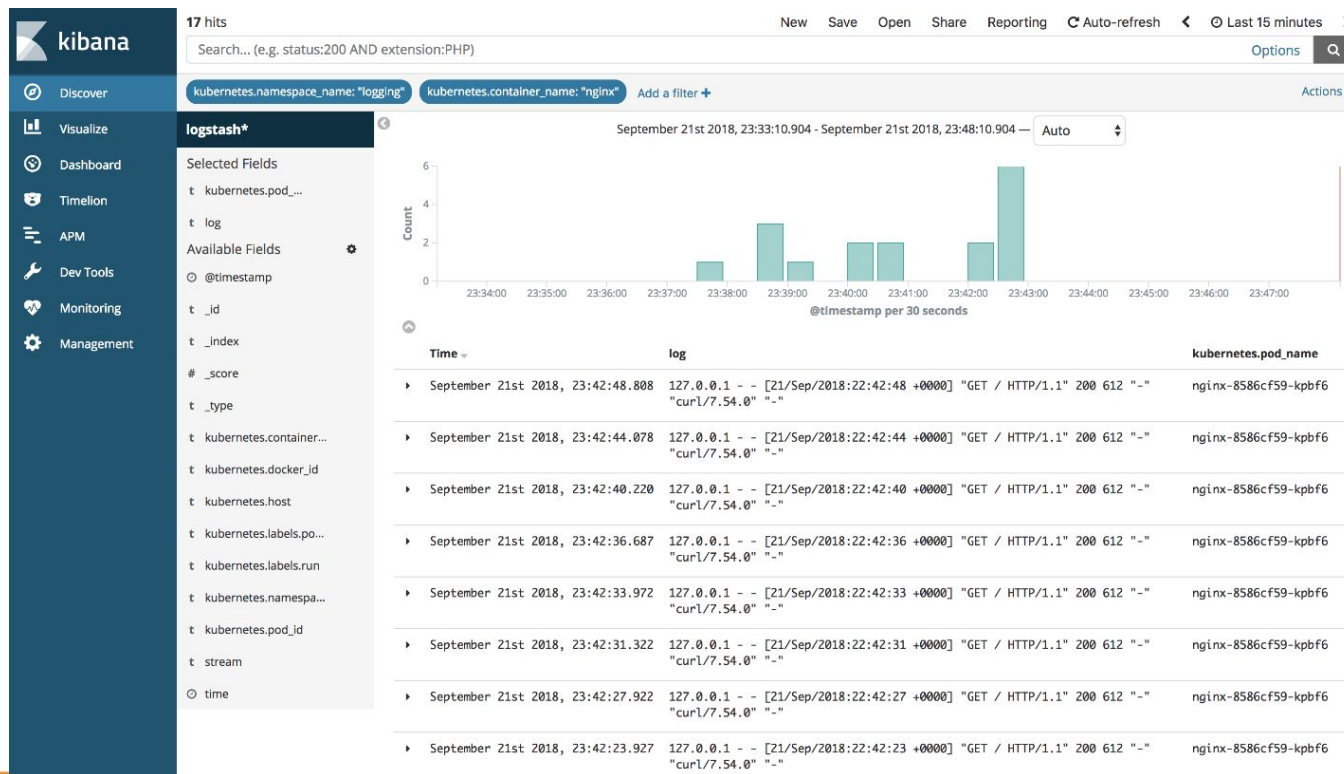 kibana
Discover
Visualize
Dashboard
Timelion
APM
Dev Tools
Monitoring
Management
17 hits
New Save Open Share Reporting Auto-refresh Last 15 minutes
Search... (e.g. status:200 AND extension:PHP)
Options
kubernetes.namespace_name: "logging" kubernetes.container_name: "nginx" Add a filter +
Actions
logstash*
Selected Fields
t kubernetes.pod_...
t log
Available Fields
@timestamp
t _id
t _index
# _score
t _type
t kubernetes.container...
t kubernetes.docker_id
t kubernetes.host
t kubernetes.labels.po...
t kubernetes.labels.run
t kubernetes.namespa...
t kubernetes.pod_id
t stream
time
September 21st 2018, 23:33:10.904 - September 21st 2018, 23:48:10.904 — Auto
Count
6
4
2
0
23:34:00 23:35:00 23:36:00 23:37:00 23:38:00 23:39:00 23:40:00 23:41:00 23:42:00 23:43:00 23:44:00 23:45:00 23:46:00 23:47:00
@timestamp per 30 seconds
Time log kubernetes.pod_name
September 21st 2018, 23:42:48.808 127.0.0.1 - - [21/Sep/2018:22:42:48 +0000] "GET / HTTP/1.1" 200 612 "-" nginx-8586cf59-kpbf6
"curl/7.54.0" "-"
September 21st 2018, 23:42:44.078 127.0.0.1 - - [21/Sep/2018:22:42:44 +0000] "GET / HTTP/1.1" 200 612 "-" nginx-8586cf59-kpbf6
"curl/7.54.0" "-"
September 21st 2018, 23:42:40.220 127.0.0.1 - - [21/Sep/2018:22:42:40 +0000] "GET / HTTP/1.1" 200 612 "-" nginx-8586cf59-kpbf6
"curl/7.54.0" "-"
September 21st 2018, 23:42:36.687 127.0.0.1 - - [21/Sep/2018:22:42:36 +0000] "GET / HTTP/1.1" 200 612 "-" nginx-8586cf59-kpbf6
"curl/7.54.0" "-"
September 21st 2018, 23:42:33.972 127.0.0.1 - - [21/Sep/2018:22:42:33 +0000] "GET / HTTP/1.1" 200 612 "-" nginx-8586cf59-kpbf6
"curl/7.54.0" "-"
September 21st 2018, 23:42:31.322 127.0.0.1 - - [21/Sep/2018:22:42:31 +0000] "GET / HTTP/1.1" 200 612 "-" nginx-8586cf59-kpbf6
"curl/7.54.0" "-"
September 21st 2018, 23:42:27.922 127.0.0.1 - - [21/Sep/2018:22:42:27 +0000] "GET / HTTP/1.1" 200 612 "-" nginx-8586cf59-kpbf6
"curl/7.54.0" "-"
September 21st 2018, 23:42:23.927 127.0.0.1 - - [21/Sep/2018:22:42:23 +0000] "GET / HTTP/1.1" 200 612 "-" nginx-8586cf59-kpbf6
"curl/7.54.0" "-"